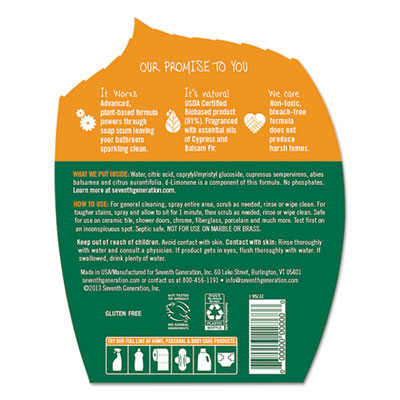 OUR PROMISE TO YOU
It Works
Advanced,
plant-based formula
powers through
soap scum leaving
your bathroom
sparkling clean.
It's natural
USDA Certified
Biobased product
(91%). Fragranced
with essential oils
of Cypress and
Balsam Fir.
We care
Non-toxic,
bleach-free
formula
does not
produce
harsh fumes.
WHAT WE PUT INSIDE: Water, citric acid, caprylyl/myristyl glucoside, cupressus sempervirens, abies
balsamea and citrus aurantifolia. d-Limonene is a component of this formula. No phosphates.
Learn more at seventhgeneration.com.
HOW TO USE: For general cleaning, spray entire area, scrub as needed, rinse or wipe clean. For
tougher stains, spray and allow to sit for 1 minute, then scrub as needed, rinse or wipe clean. Safe
for use on ceramic tile, shower doors, chrome, fiberglass, porcelain and much more. Test first on
an inconspicuous spot. Septic safe. NOT FOR USE ON MARBLE OR BRASS.
Keep out of reach of children. Avoid contact with skin. Contact with skin: Rinse thoroughly
with water and consult a physician. If product gets in eyes, flush thoroughly with water. If
swallowed, drink plenty of water.
Made in USA/Manufactured for Seventh Generation, Inc. 60 Lake Street, Burlington, VT 05401
seventhgeneration.com or contact us at 800-456-1191 • insideout@seventhgeneration.com
©2013 Seventh Generation, Inc.
GLUTEN FREE
NOT TESTED
ON ANIMALS
NO ANIMAL
INGREDIENTS
PLASTIC
BOTTLE
0 00000 00000 0
TRY OUR FULL LINE OF HOME, PERSONAL & BABY CARE PRODUCTS.